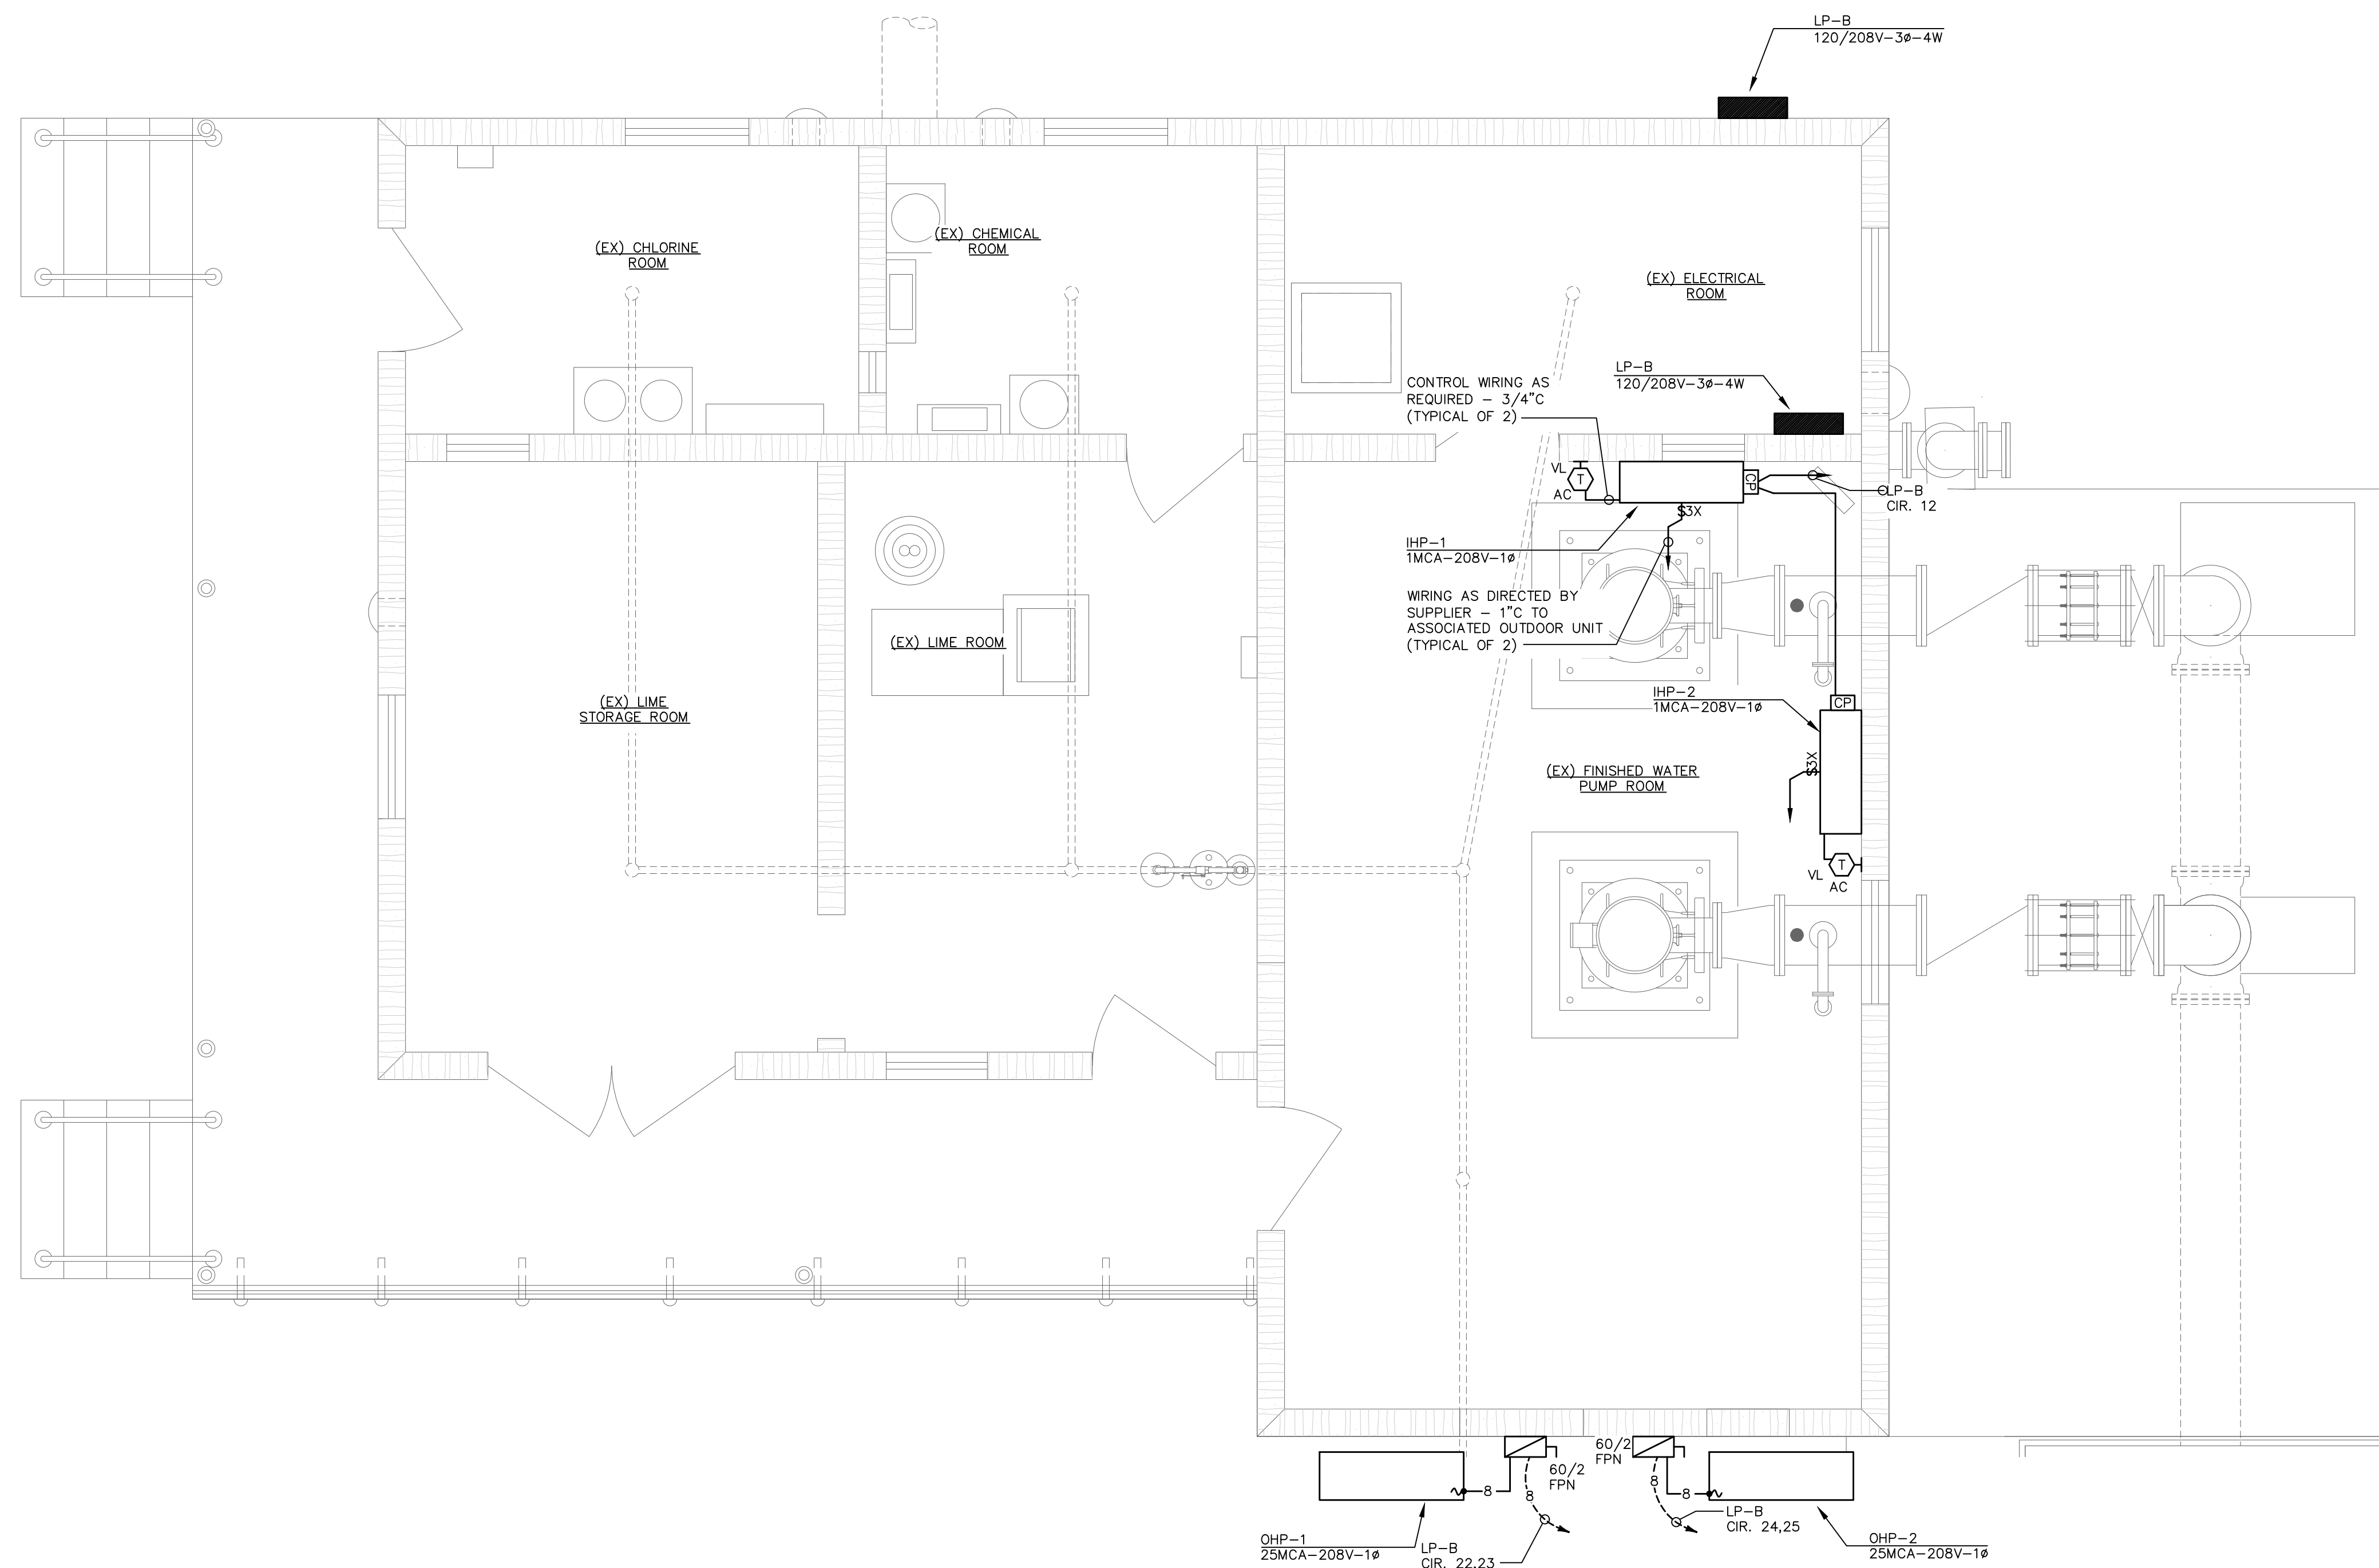 LP-B
120/208V-3ø-4W
(EX) CHLORINE
ROOM
(EX) CHEMICAL
ROOM
(EX) ELECTRICAL
ROOM
LP-B
120/208V-3ø-4W
CONTROL WIRING AS
REQUIRED - 3/4"C
(TYPICAL OF 2)
VL
T
AC
CP
LP-B
CIR. 12
$3X
IHP-1
1MCA-208V-1ø
WIRING AS DIRECTED BY
SUPPLIER - 1"C TO
ASSOCIATED OUTDOOR UNIT
(TYPICAL OF 2)
(EX) LIME ROOM
(EX) LIME
STORAGE ROOM
IHP-2
1MCA-208V-1ø
CP
$3X
(EX) FINISHED WATER
PUMP ROOM
T
VL
AC
60/2
FPN
60/2
FPN
8
8
8
8
LP-B
CIR. 24,25
OHP-1
25MCA-208V-1ø
LP-B
CIR. 22,23
OHP-2
25MCA-208V-1ø